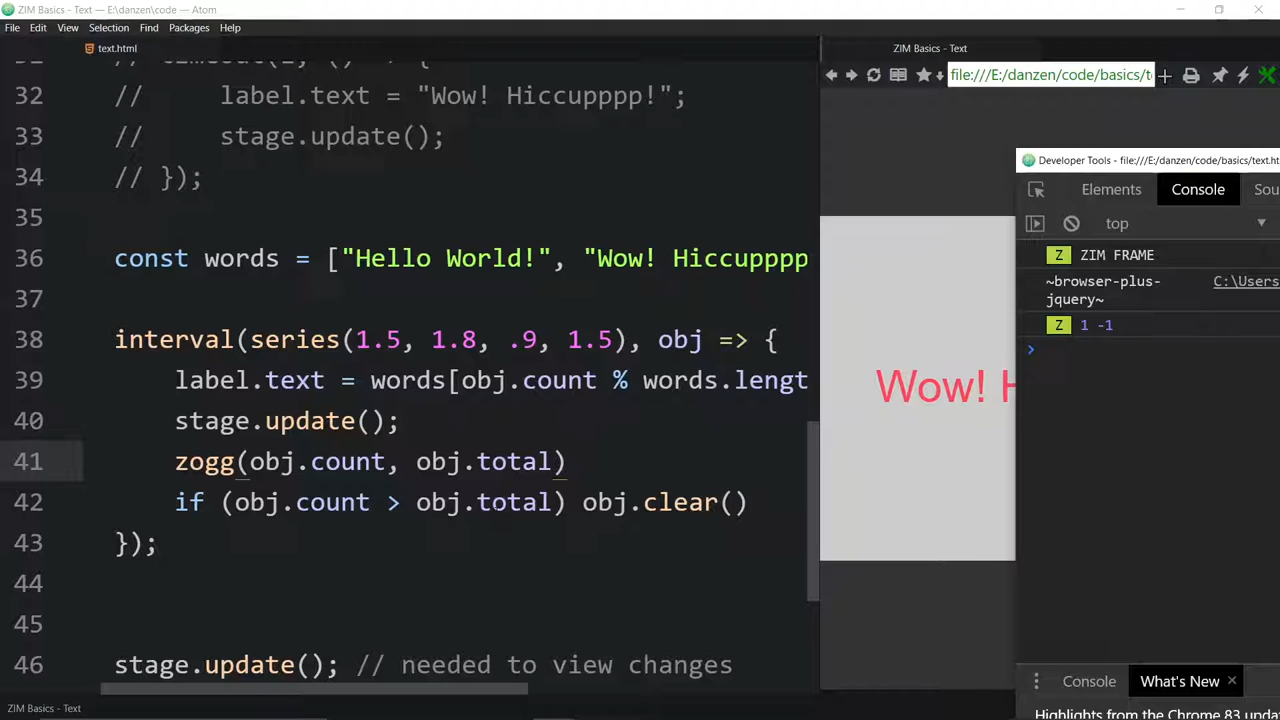 ZIM Basics - Text — E:\danzen\code — Atom
File Edit View Selection Find Packages Help
text.html
ZIM Basics - Text
file:///E:/danzen/code/basics/t
32 // label.text = "Wow! Hiccupppp!";
33 // stage.update();
34 // });
35
36 const words = ["Hello World!", "Wow! Hiccupppp
37
38 interval(series(1.5, 1.8, .9, 1.5), obj => {
39 label.text = words[obj.count % words.lengt
40 stage.update();
41 zogg(obj.count, obj.total)
42 if (obj.count > obj.total) obj.clear()
43 });
44
45
46 stage.update(); // needed to view changes
Wow! H
Developer Tools - file:///E:/danzen/code/basics/text.ht
Elements Console Sou
top
Z ZIM FRAME
~browser-plus-jquery~ C:\Users
Z 1 -1
Console What's New
Highlights from the Chrome 83 upda
ZIM Basics - Text